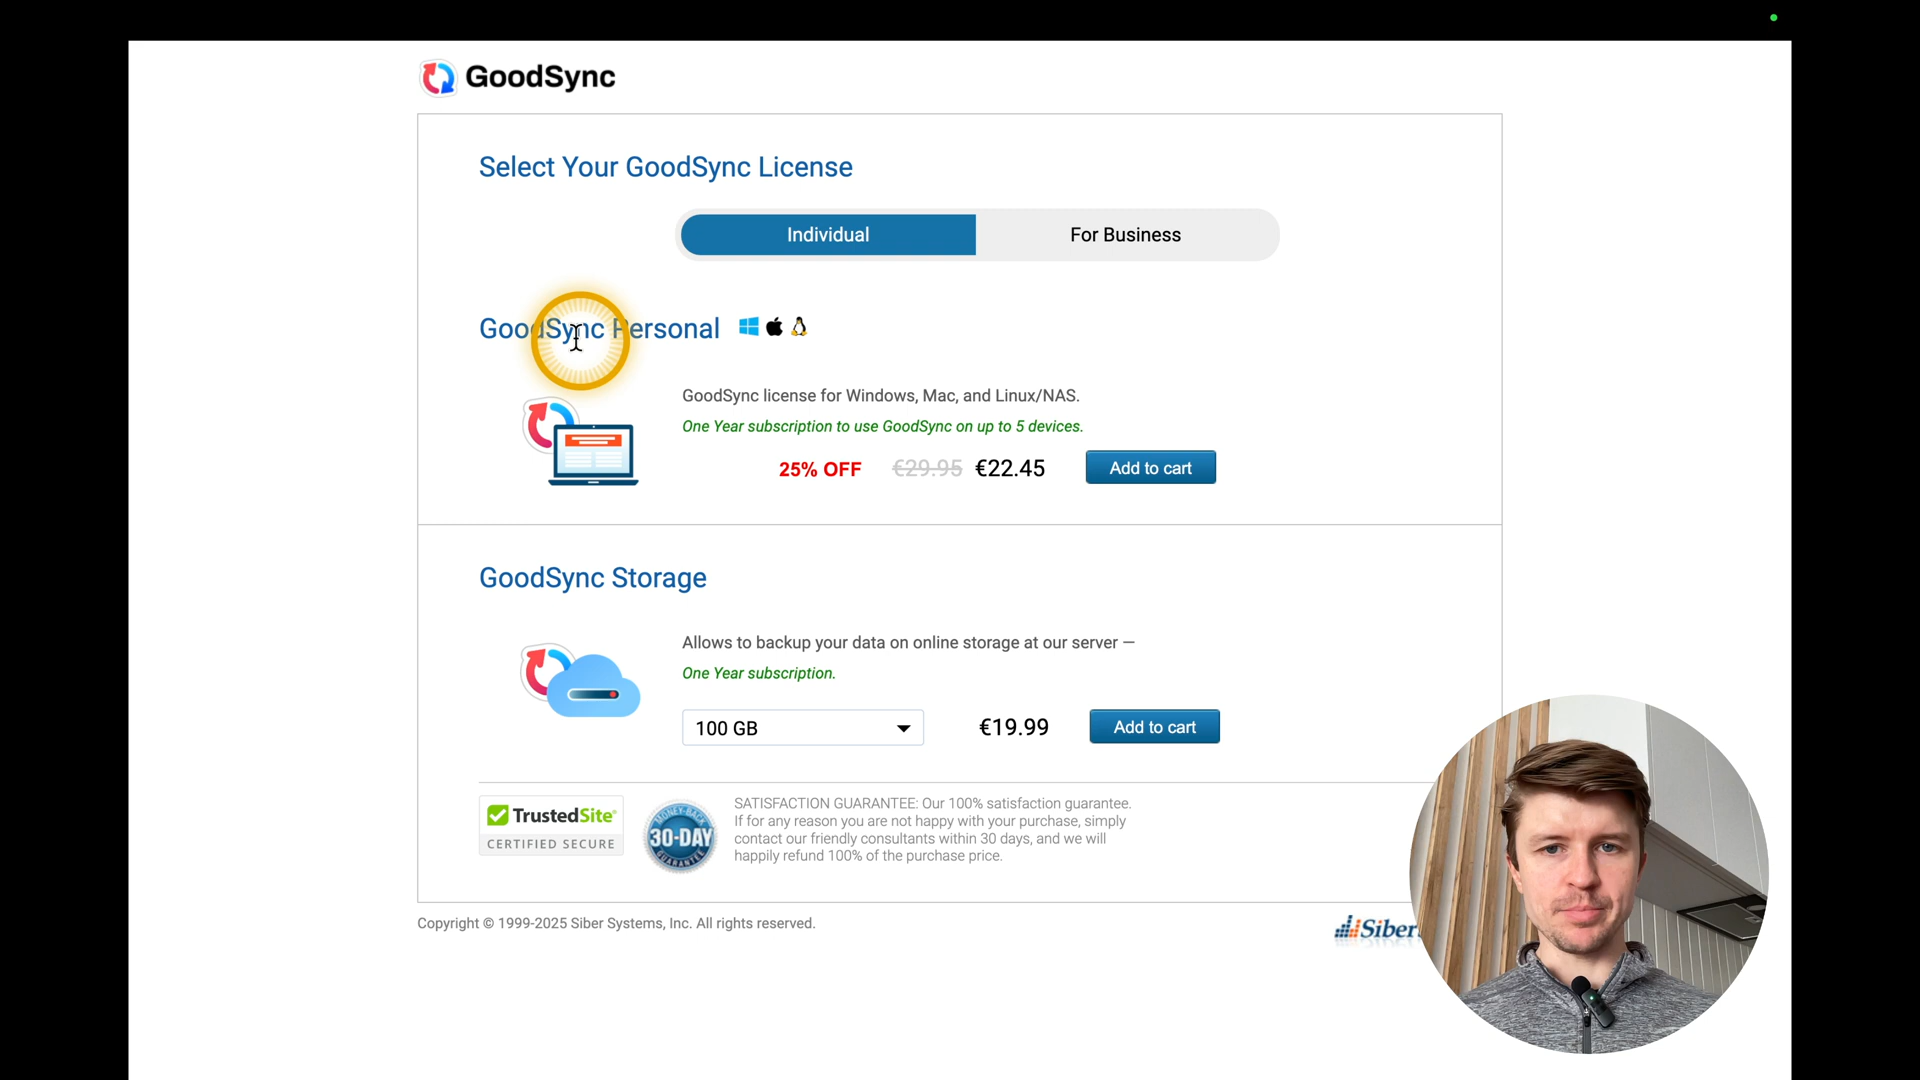 GoodSync
Select Your GoodSync License
Individual
For Business
GoodSync Personal
GoodSync license for Windows, Mac, and Linux/NAS.
One Year subscription to use GoodSync on up to 5 devices.
25% OFF €29.95 €22.45 Add to cart
GoodSync Storage
Allows to backup your data on online storage at our server —
One Year subscription.
100 GB €19.99 Add to cart
TrustedSite
CERTIFIED SECURE
MONEY-BACK
30-DAY
GUARANTEE
SATISFACTION GUARANTEE: Our 100% satisfaction guarantee.
If for any reason you are not happy with your purchase, simply
contact our friendly consultants within 30 days, and we will
happily refund 100% of the purchase price.
Copyright © 1999-2025 Siber Systems, Inc. All rights reserved.
Siber